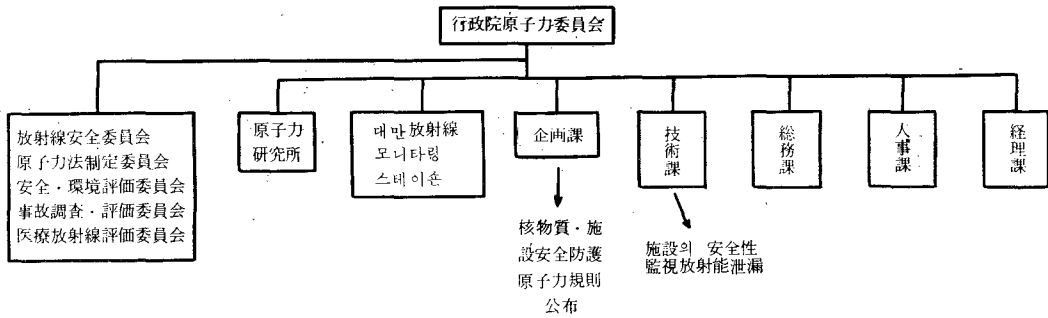 行政院原子力委員会
放射線安全委員会
原子力法制定委員会
安全・環境評価委員会
事故調査・評価委員会
医療放射線評価委員会
原子力
研究所
대만放射線
모니타링
스테이숀
企画課
技術課
総務課
人事課
経理課
核物質・施
設安全防護
原子力規則
公布
施設의 安全性
監視放射能泄漏